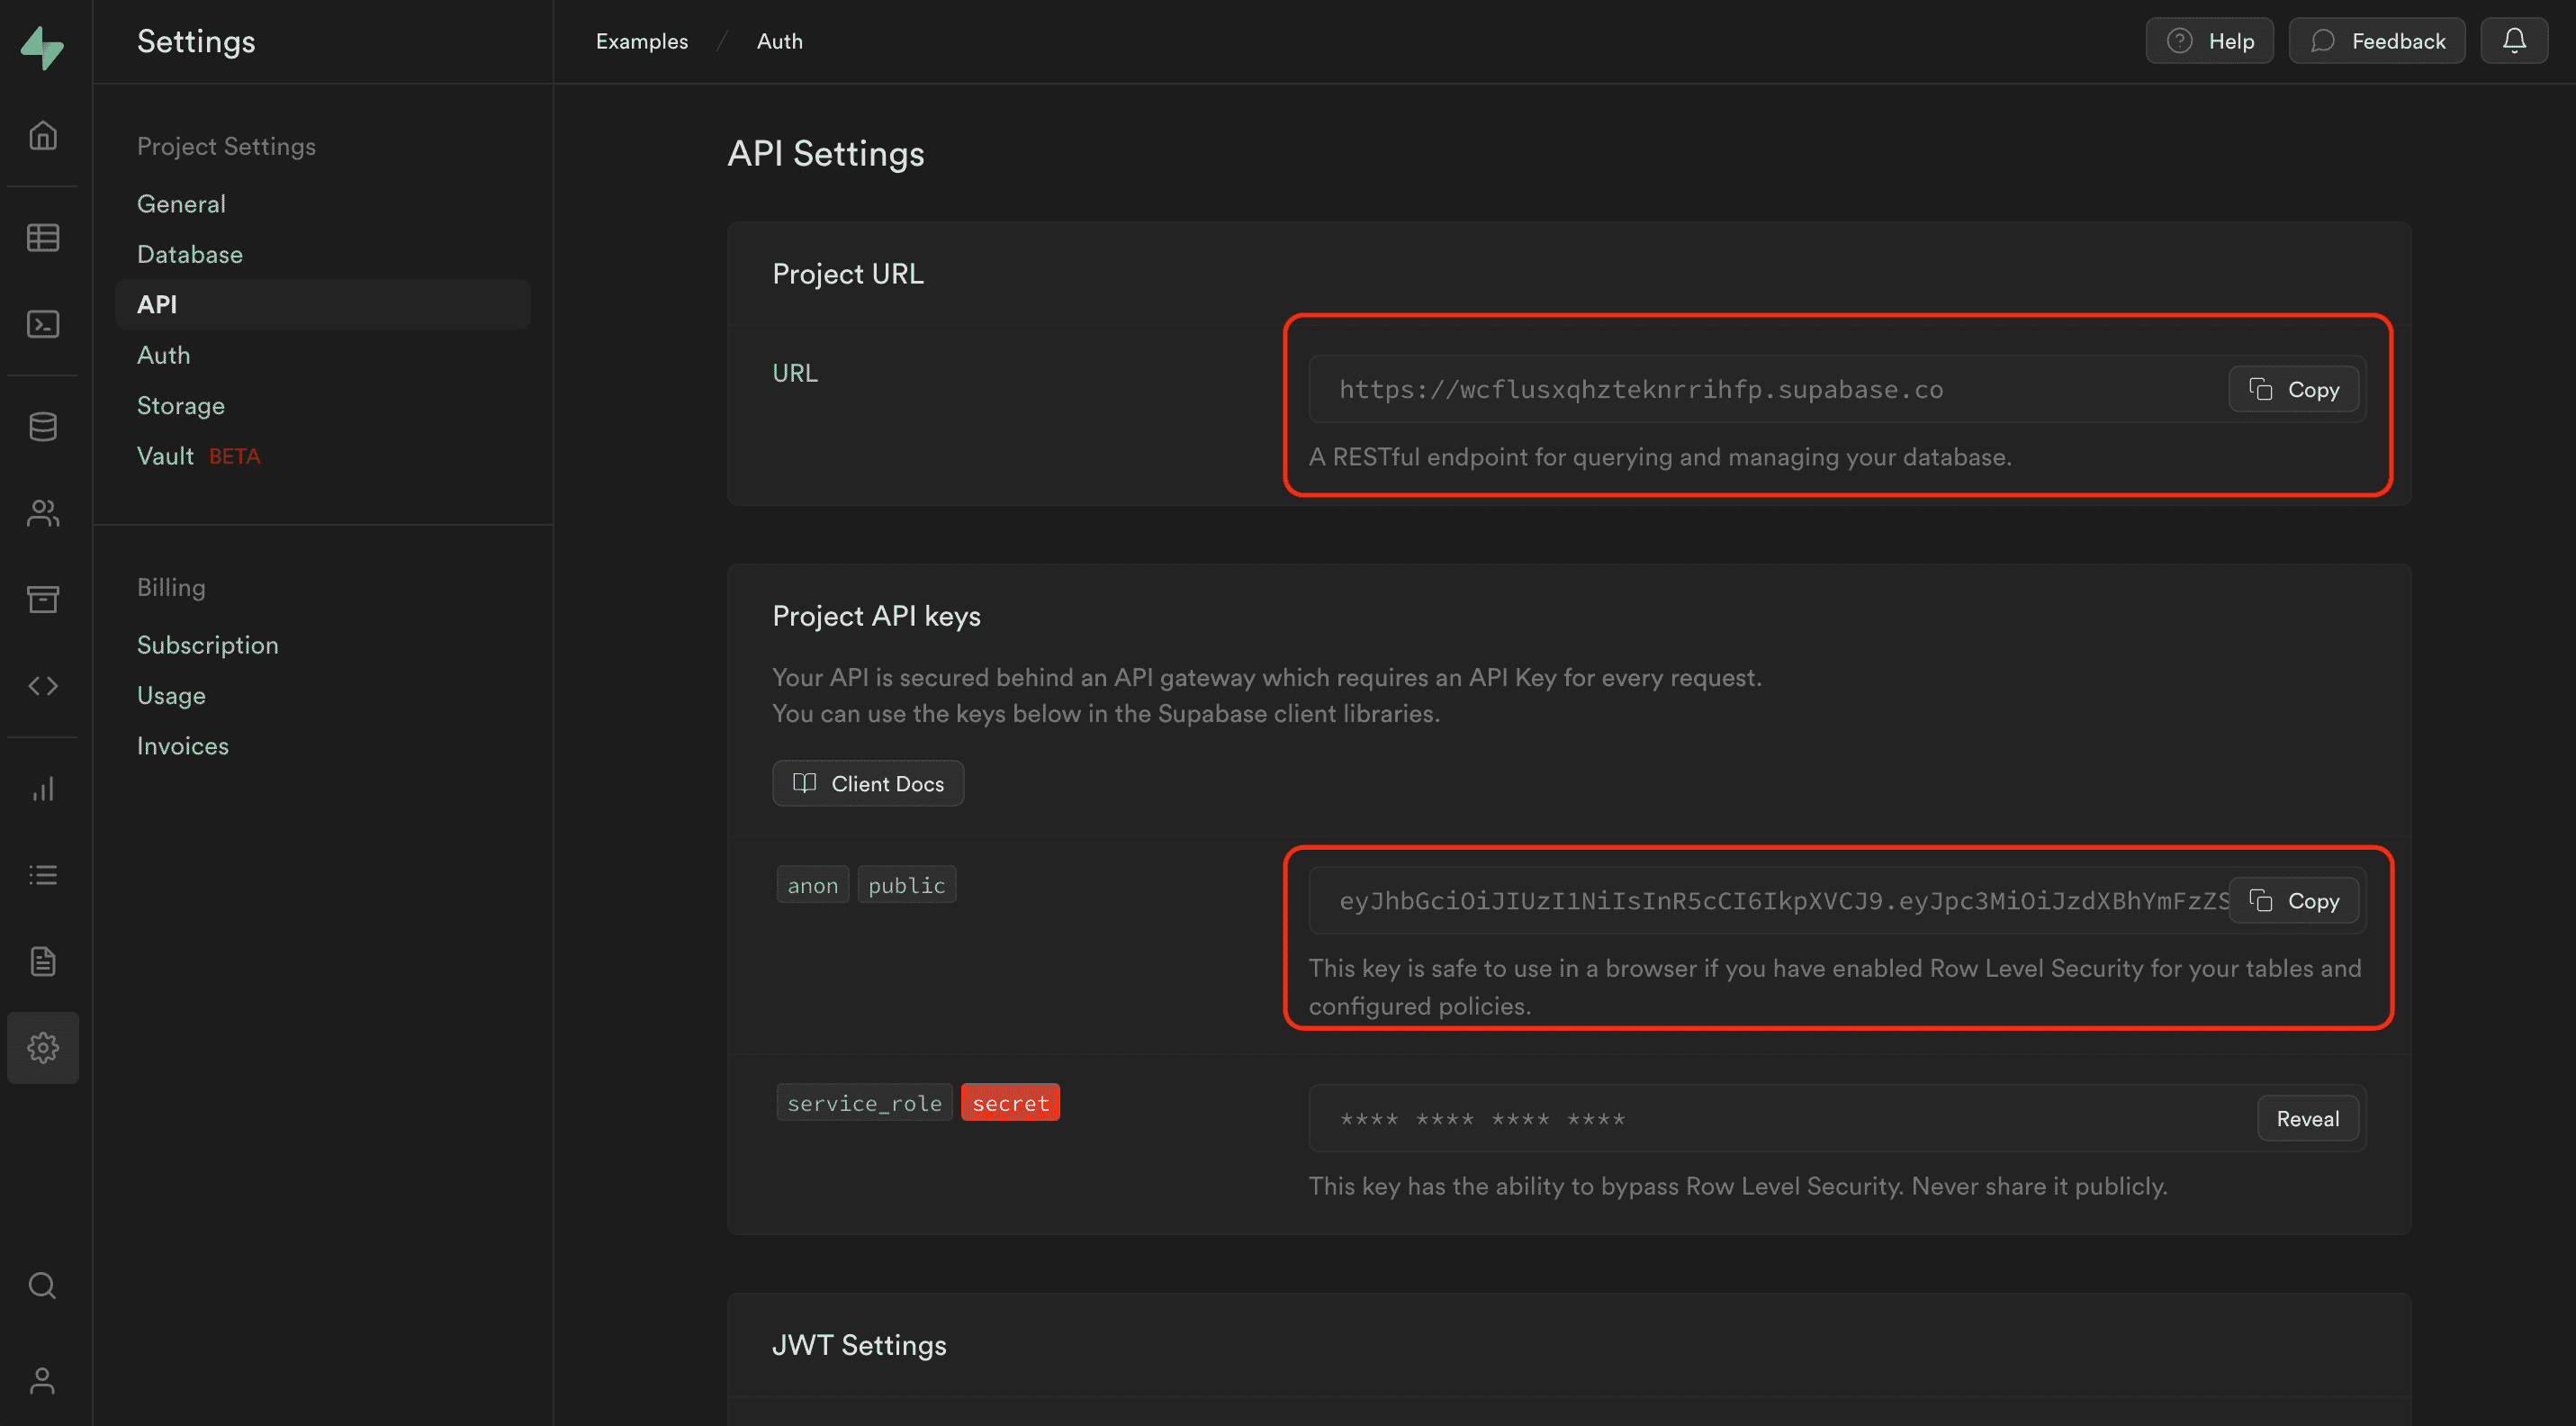 Settings
Examples / Auth
Help
Feedback
Project Settings
General
Database
API
Auth
Storage
Vault BETA
Billing
Subscription
Usage
Invoices
API Settings
Project URL
URL
https://wcflusxqhzteknrrihfp.supabase.co
Copy
A RESTful endpoint for querying and managing your database.
Project API keys
Your API is secured behind an API gateway which requires an API Key for every request.
You can use the keys below in the Supabase client libraries.
Client Docs
anon public
eyJhbGciOiJIUzI1NiIsInR5cCI6IkpXVCJ9.eyJpc3MiOiJzdXBhYmFzZS
Copy
This key is safe to use in a browser if you have enabled Row Level Security for your tables and
configured policies.
service_role secret
**** **** **** ****
Reveal
This key has the ability to bypass Row Level Security. Never share it publicly.
JWT Settings